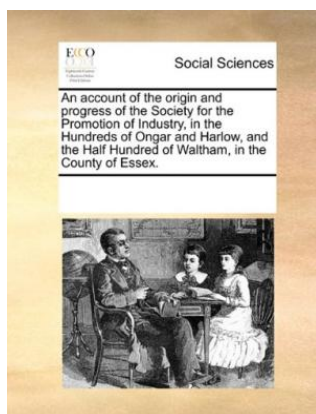 ECCO
Social Sciences
An account of the origin and
progress of the Society for the
Promotion of Industry, in the
Hundreds of Ongar and Harlow, and
the Half Hundred of Waltham, in the
County of Essex.